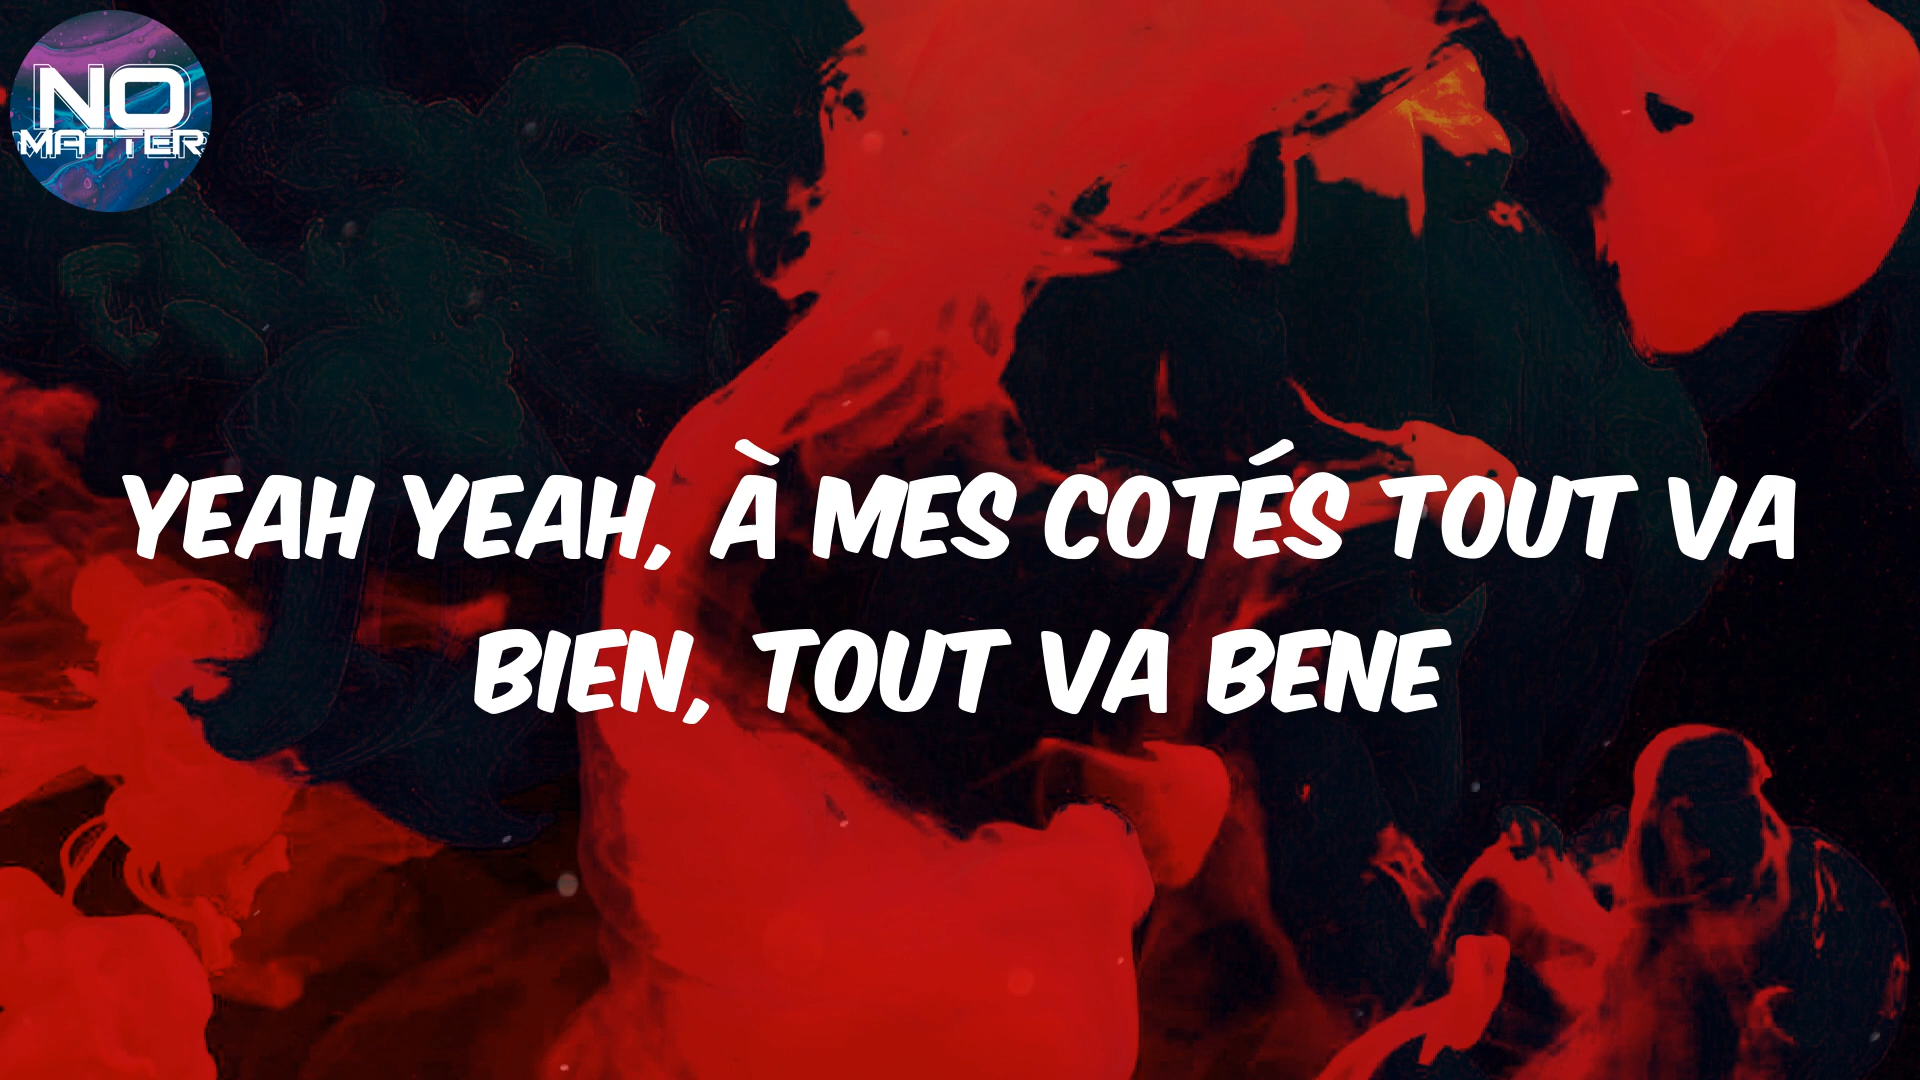 NO
MATTER
YEAH YEAH, À MES COTÉS TOUT VA
BIEN, TOUT VA BENE